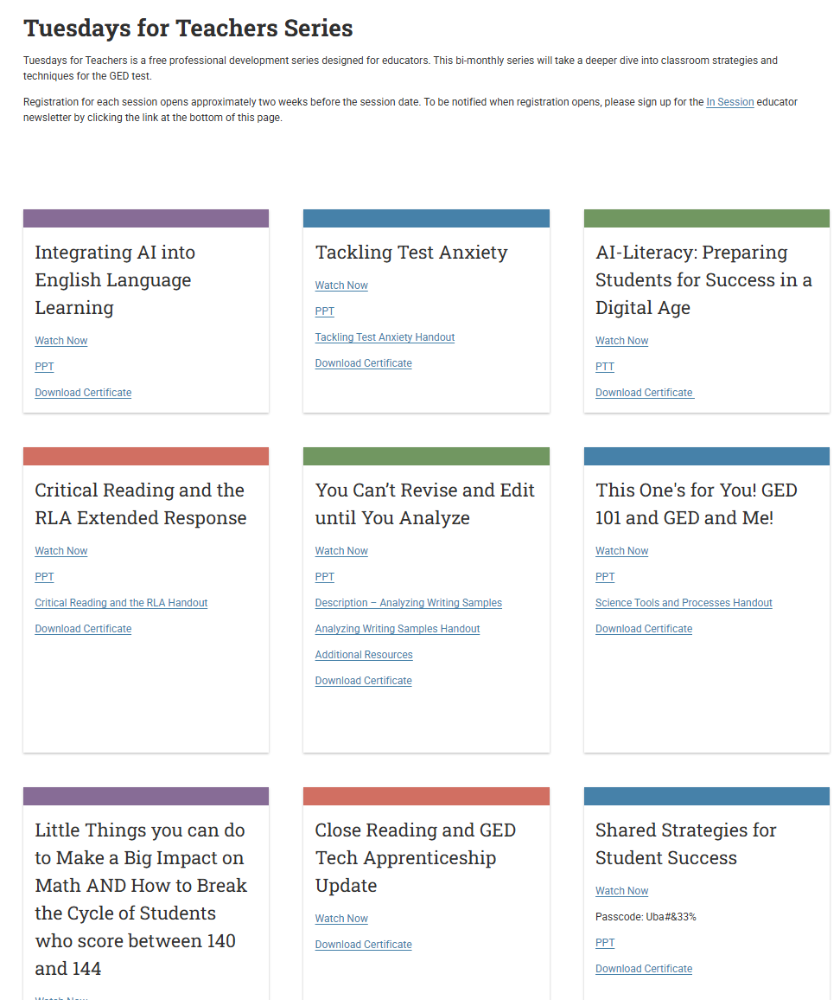 Tuesdays for Teachers Series
Tuesdays for Teachers is a free professional development series designed for educators. This bi-monthly series will take a deeper dive into classroom strategies and
techniques for the GED test.
Registration for each session opens approximately two weeks before the session date. To be notified when registration opens, please sign up for the In Session educator
newsletter by clicking the link at the bottom of this page.
Integrating AI into
English Language
Learning
Watch Now
PPT
Download Certificate
Tackling Test Anxiety
Watch Now
PPT
Tackling Test Anxiety Handout
Download Certificate
AI-Literacy: Preparing
Students for Success in a
Digital Age
Watch Now
PTT
Download Certificate
Critical Reading and the
RLA Extended Response
Watch Now
PPT
Critical Reading and the RLA Handout
Download Certificate
You Can’t Revise and Edit
until You Analyze
Watch Now
PPT
Description – Analyzing Writing Samples
Analyzing Writing Samples Handout
Additional Resources
Download Certificate
This One's for You! GED
101 and GED and Me!
Watch Now
PPT
Science Tools and Processes Handout
Download Certificate
Little Things you can do
to Make a Big Impact on
Math AND How to Break
the Cycle of Students
who score between 140
and 144
Watch Now
Close Reading and GED
Tech Apprenticeship
Update
Watch Now
Download Certificate
Shared Strategies for
Student Success
Watch Now
Passcode: Uba#&33%
PPT
Download Certificate